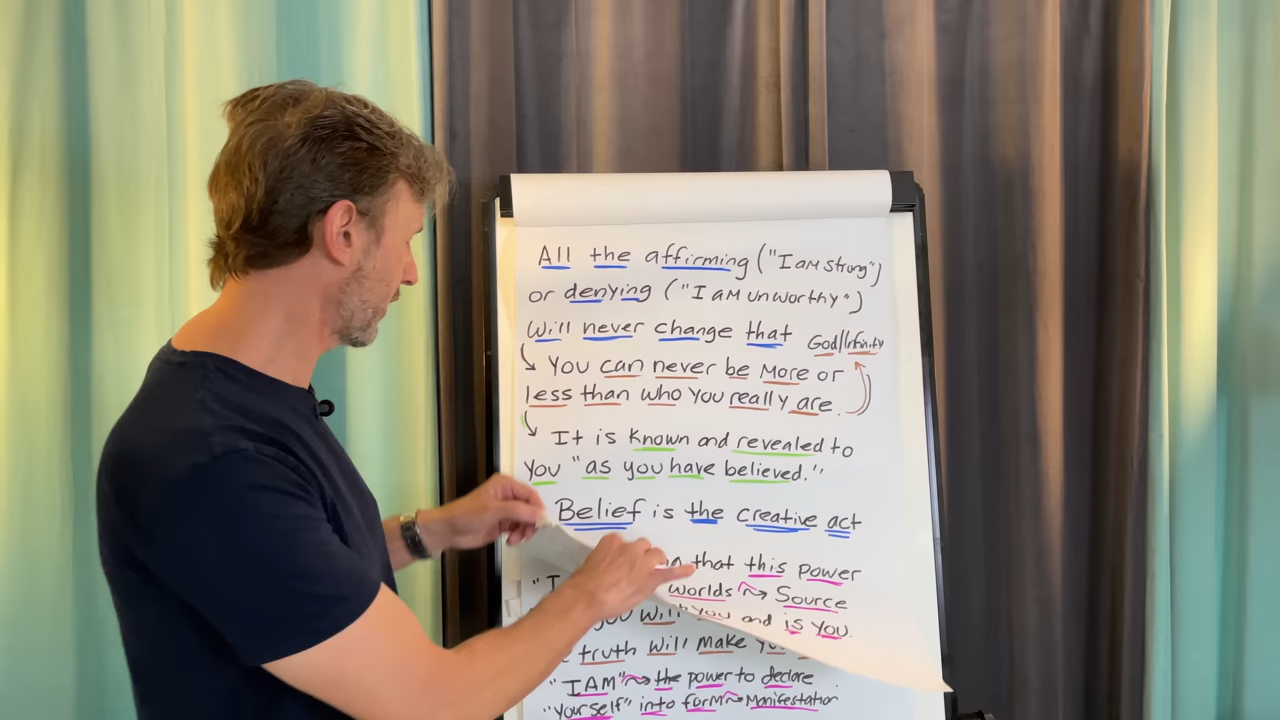 All the affirming ("I am strong")
or denying ("I am unworthy")
Will never change that God/Infinity
You can never be More or
less than who you really are.
It is known and revealed to
you "as you have believed."
Belief is the creative act
that this power
worlds Source
with you and is you.
"I
you will
truth will make
"I AM" the power to declare
"yourself" into form Manifestation